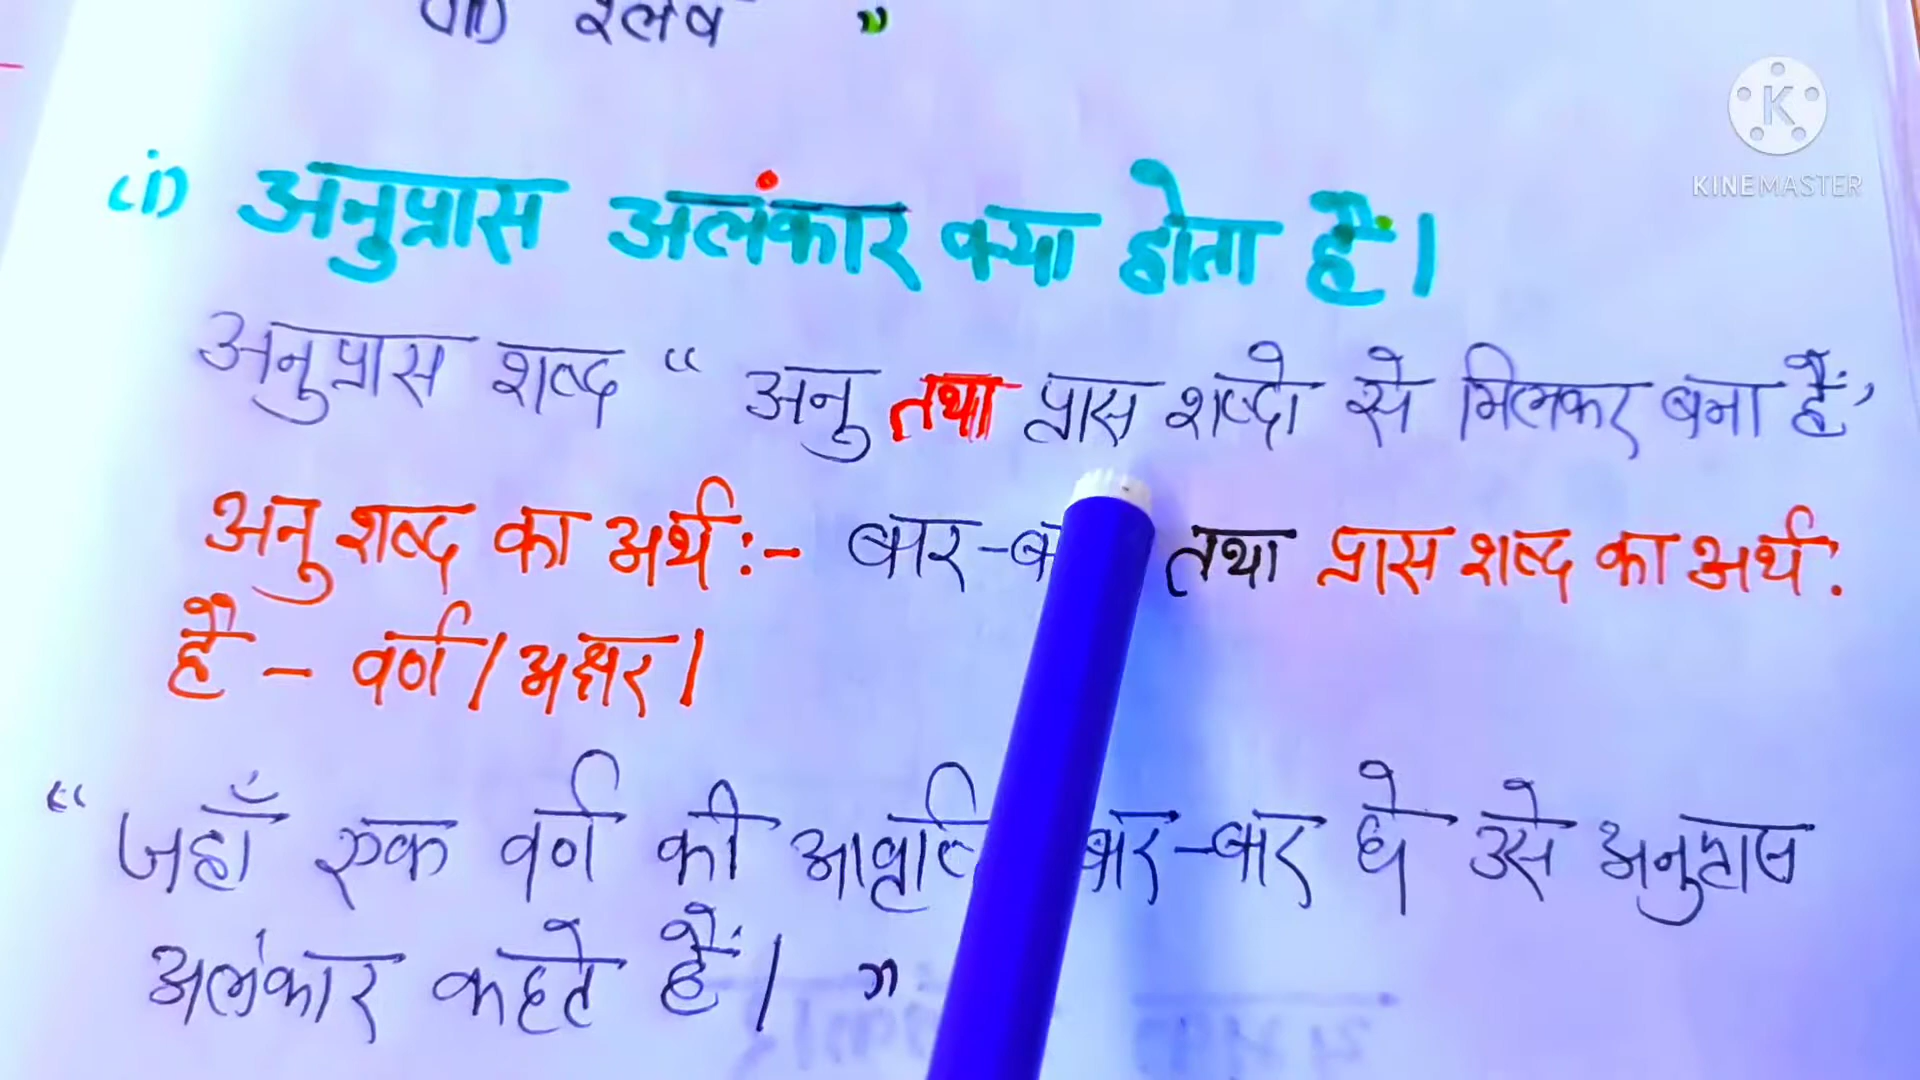 (iii) श्लेष "
(i) अनुप्रास अलंकार क्या होता है।
अनुप्रास शब्द " अनु तथा प्रास शब्दो से मिलकर बना हैं"
अनु शब्द का अर्थ :- बार-ब तथा प्रास शब्द का अर्थ :
है - वर्ण / अक्षर।
" जहाँ एक वर्ण की बार-बार हो उसे अनुप्रास
अलंकार कहते हैं। "
KINEMASTER